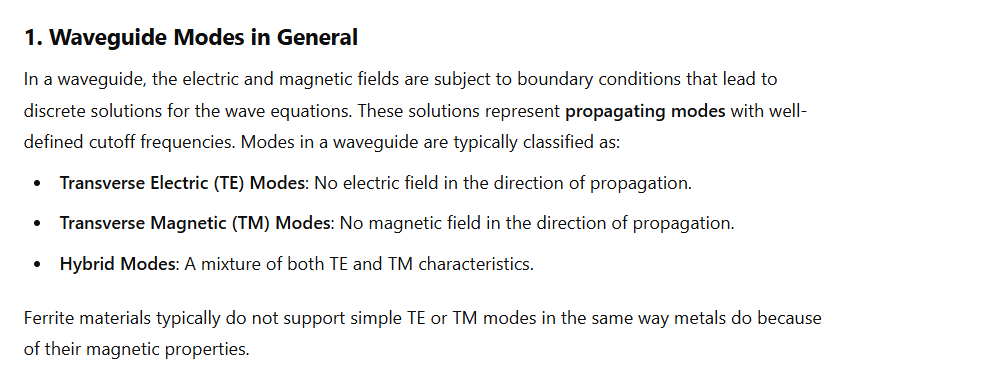 1. Waveguide Modes in General
In a waveguide, the electric and magnetic fields are subject to boundary conditions that lead to
discrete solutions for the wave equations. These solutions represent propagating modes with well-
defined cutoff frequencies. Modes in a waveguide are typically classified as:
• Transverse Electric (TE) Modes: No electric field in the direction of propagation.
• Transverse Magnetic (TM) Modes: No magnetic field in the direction of propagation.
• Hybrid Modes: A mixture of both TE and TM characteristics.
Ferrite materials typically do not support simple TE or TM modes in the same way metals do because
of their magnetic properties.